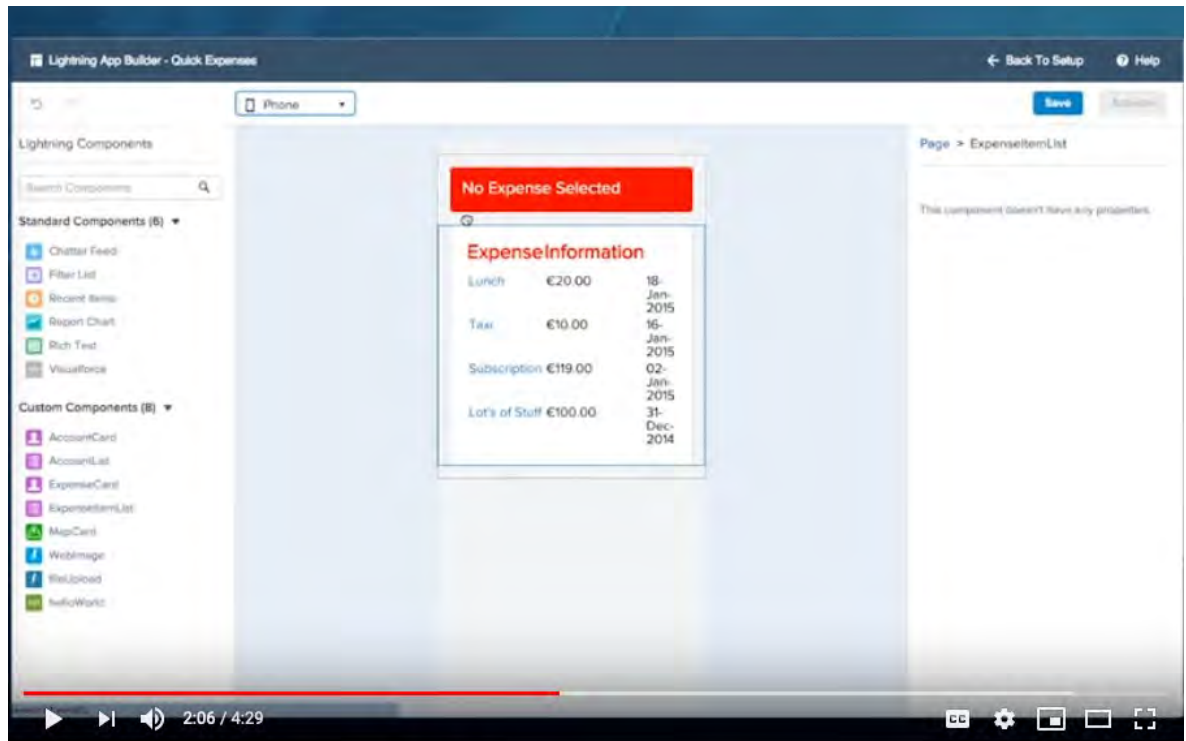 Lightning App Builder - Quick Expenses
Back To Setup
Help
Phone
Save
Lightning Components
Page > ExpenseItemList
Search Components
No Expense Selected
This component doesn't have any properties.
Standard Components (6)
Chatter Feed
Filter List
Recent Items
Report Chart
Rich Text
Visualforce
ExpenseInformation
Lunch €20.00 18-
Jan-
2015
Taxi €10.00 16-
Jan-
2015
Subscription €119.00 02-
Jan-
2015
Lot's of Stuff €100.00 31-
Dec-
2014
Custom Components (8)
AccountCard
AccountList
ExpenseCard
ExpenseItemList
MapCard
WebImage
fileUpload
helloWorld
2:06 / 4:29
CC